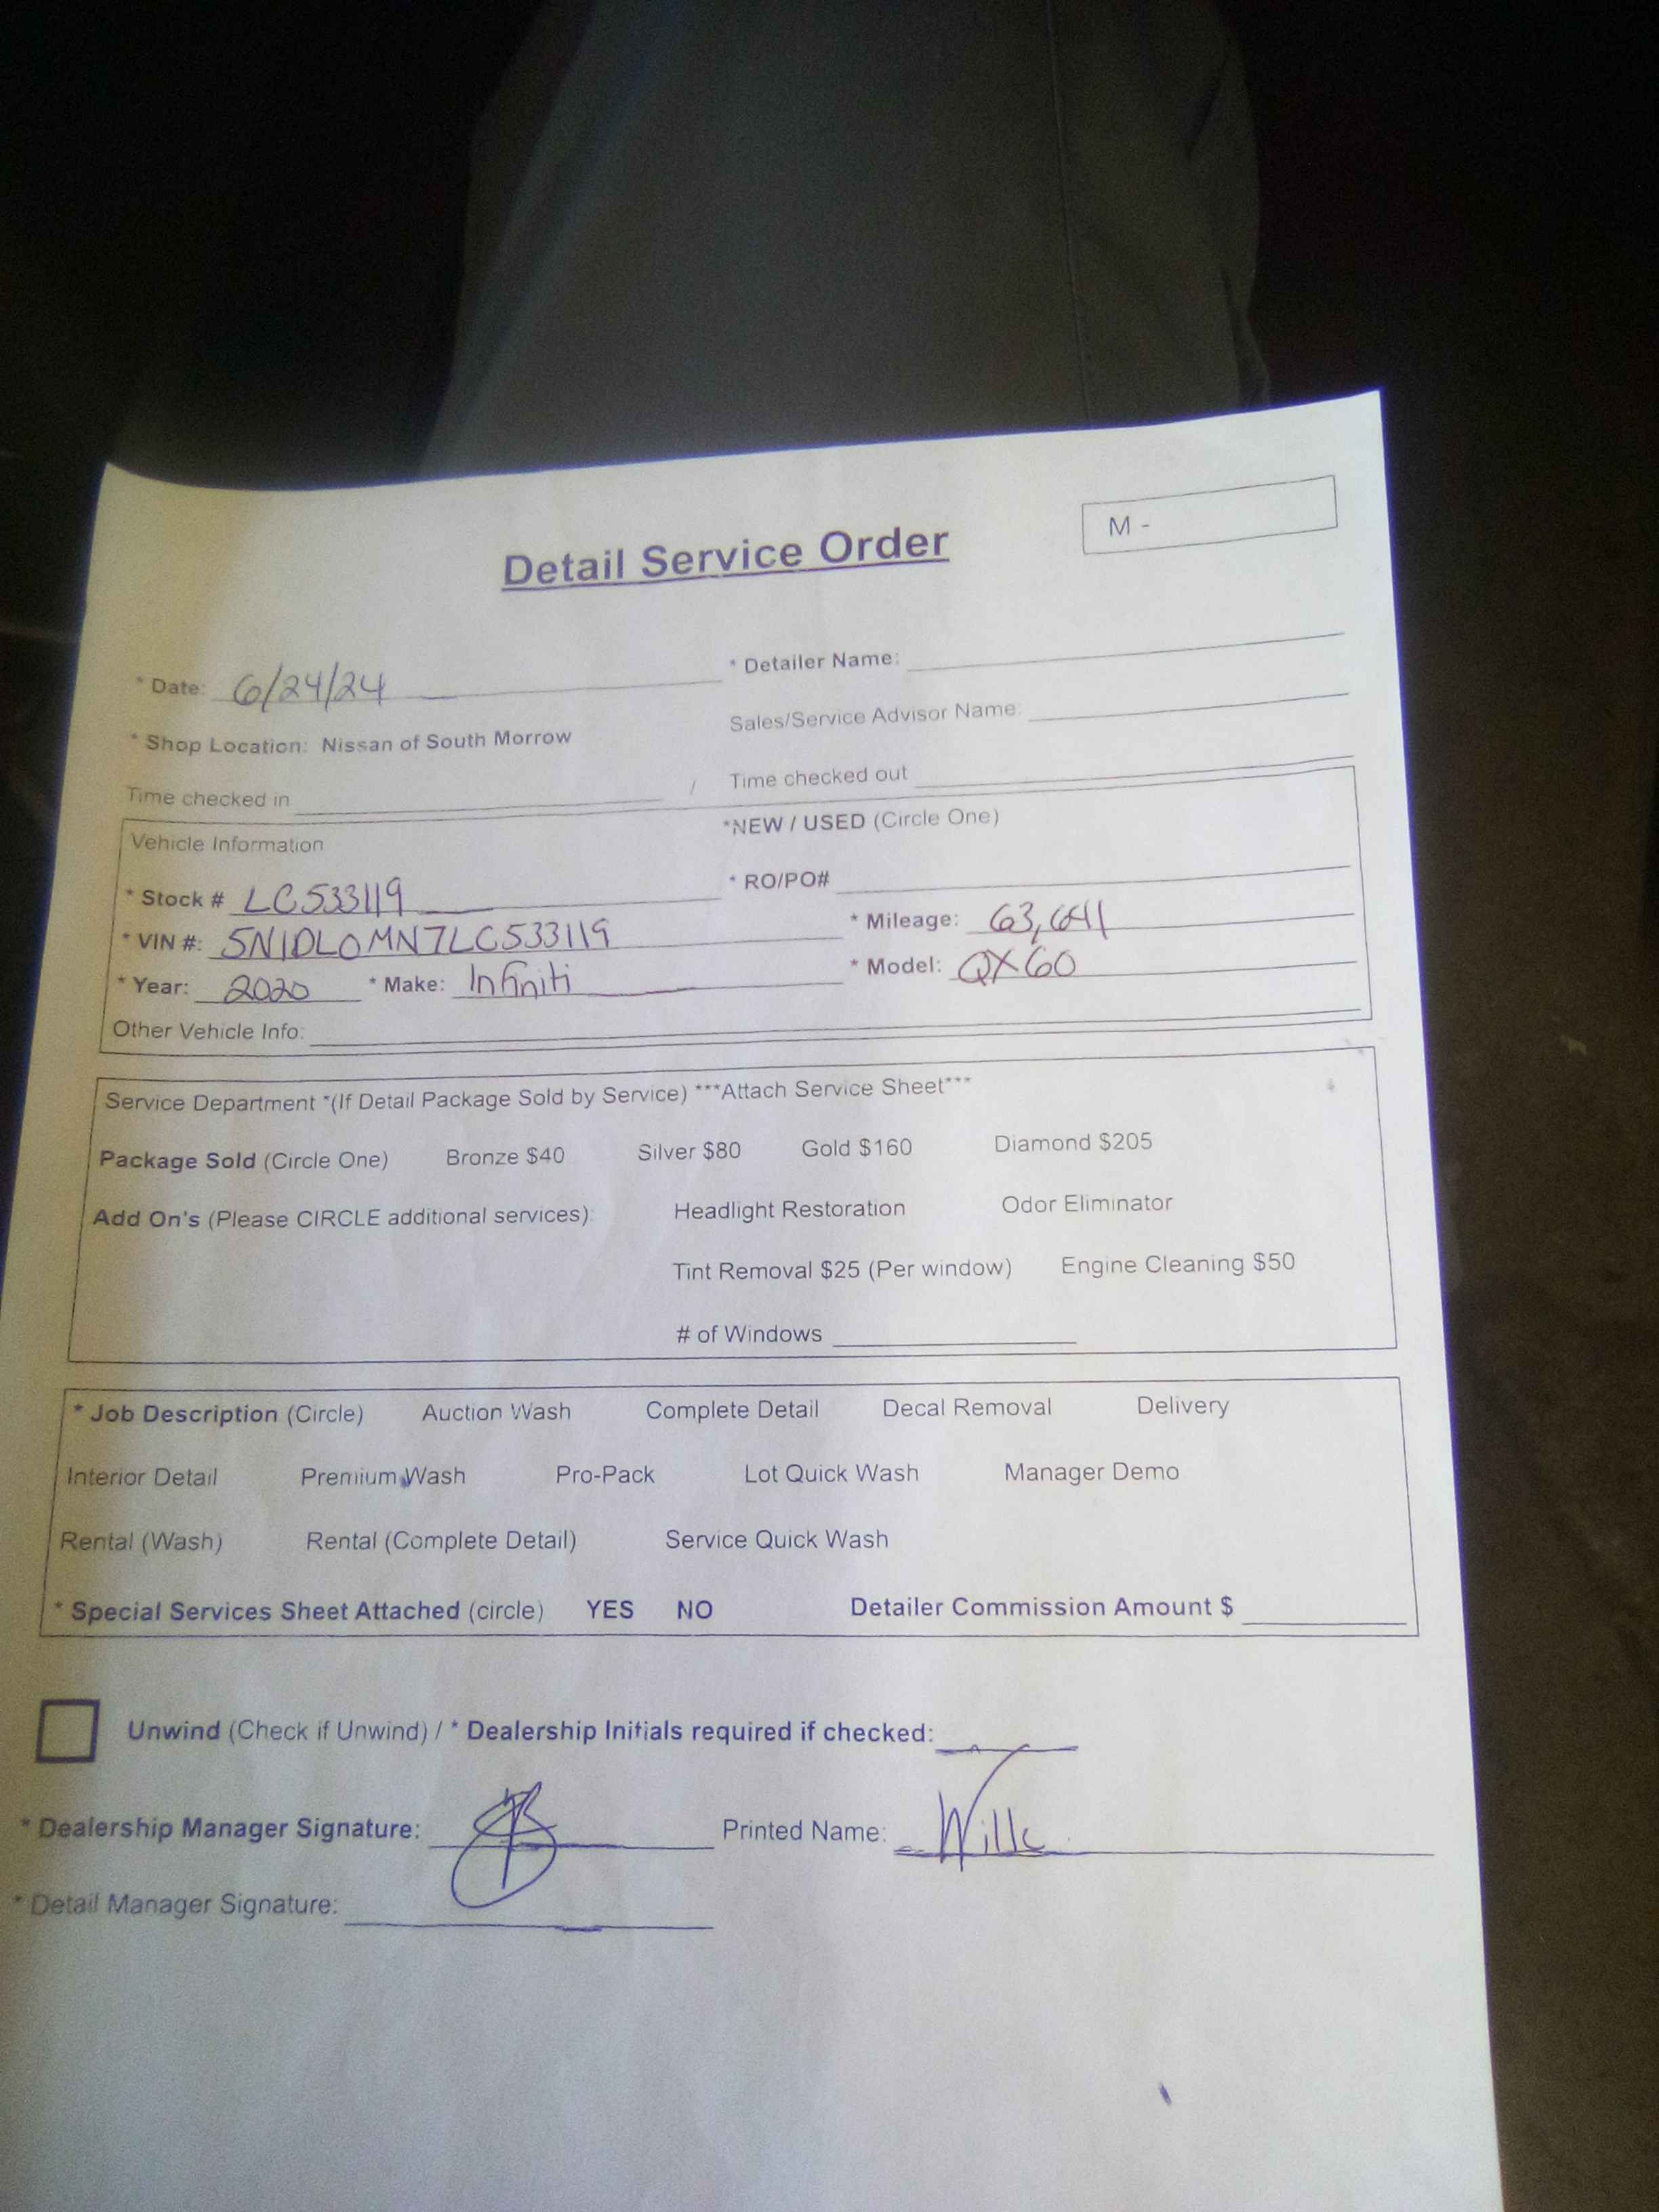 M -
Detail Service Order
* Date: 6/24/24 * Detailer Name:
* Shop Location: Nissan of South Morrow Sales/Service Advisor Name:
Time checked in / Time checked out
Vehicle Information *NEW / USED (Circle One)
* Stock # LC533119 * RO/PO#
* VIN #: 5N1DL0MN7LC533119 * Mileage: 63,641
* Year: 2020 * Make: Infiniti * Model: QX60
Other Vehicle Info:
Service Department *(If Detail Package Sold by Service) ***Attach Service Sheet***
Package Sold (Circle One) Bronze $40 Silver $80 Gold $160 Diamond $205
Add On's (Please CIRCLE additional services): Headlight Restoration Odor Eliminator
Tint Removal $25 (Per window) Engine Cleaning $50
# of Windows
* Job Description (Circle) Auction Wash Complete Detail Decal Removal Delivery
Interior Detail Premium Wash Pro-Pack Lot Quick Wash Manager Demo
Rental (Wash) Rental (Complete Detail) Service Quick Wash
* Special Services Sheet Attached (circle) YES NO Detailer Commission Amount $
Unwind (Check if Unwind) / * Dealership Initials required if checked:
* Dealership Manager Signature: Printed Name:
* Detail Manager Signature: